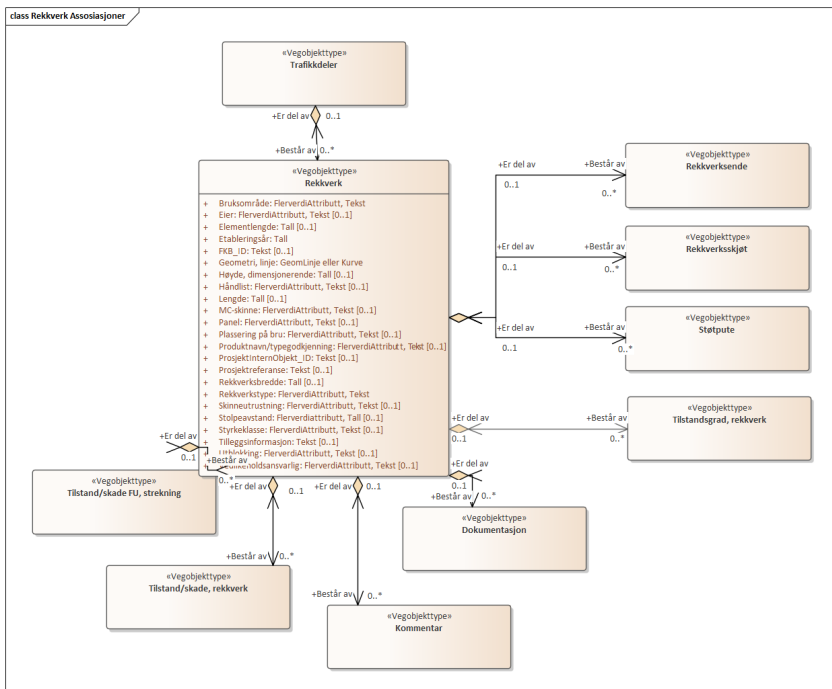 class Rekkverk Assosiasjoner
«Vegobjekttype»
Trafikkdeler
+Er del av
0..1
+Består av
0..*
«Vegobjekttype»
Rekkverk
+ Bruksområde: FlerverdiAttributt, Tekst
+ Eier: FlerverdiAttributt, Tekst [0..1]
+ Elementlengde: Tall [0..1]
+ Etableringsår: Tall
+ FKB_ID: Tekst [0..1]
+ Geometri, linje: GeomLinje eller Kurve
+ Høyde, dimensjonerende: Tall [0..1]
+ Håndlist: FlerverdiAttributt, Tekst [0..1]
+ Lengde: Tall [0..1]
+ MC-skinne: FlerverdiAttributt, Tekst [0..1]
+ Panel: FlerverdiAttributt, Tekst [0..1]
+ Plassering på bru: FlerverdiAttributt, Tekst [0..1]
+ Produktnavn/typegodkjenning: FlerverdiAttributt, Tekst [0..1]
+ ProsjektInternObjekt_ID: Tekst [0..1]
+ Prosjektreferanse: Tekst [0..1]
+ Rekkverksbredde: Tall [0..1]
+ Rekkverkstype: FlerverdiAttributt, Tekst
+ Skinneutrustning: FlerverdiAttributt, Tekst [0..1]
+ Stolpeavstand: Flerverdiattributt, Tall [0..1]
+ Styrkeklasse: FlerverdiAttributt, Tekst [0..1]
+ Tilleggsinformasjon: Tekst [0..1]
FlerverdiAttributt, Tekst [0..1]
FlerverdiAttributt, Tekst [0..1]
+Er del av
0..1
+Består av
0..*
«Vegobjekttype»
Rekkverksende
+Er del av
0..1
+Består av
0..*
«Vegobjekttype»
Rekkverksskjøt
+Er del av
0..1
+Består av
0..*
«Vegobjekttype»
Støtpute
+Er del av
0..1
+Består av
0..*
«Vegobjekttype»
Tilstandsgrad, rekkverk
+Er del av
0..1
+Består av
0..*
«Vegobjekttype»
Tilstand/skade FU, strekning
+Er del av
0..1
+Består av
0..*
«Vegobjekttype»
Dokumentasjon
+Er del av
0..1
+Består av
0..*
«Vegobjekttype»
Tilstand/skade, rekkverk
+Er del av
0..1
+Består av
0..*
«Vegobjekttype»
Kommentar